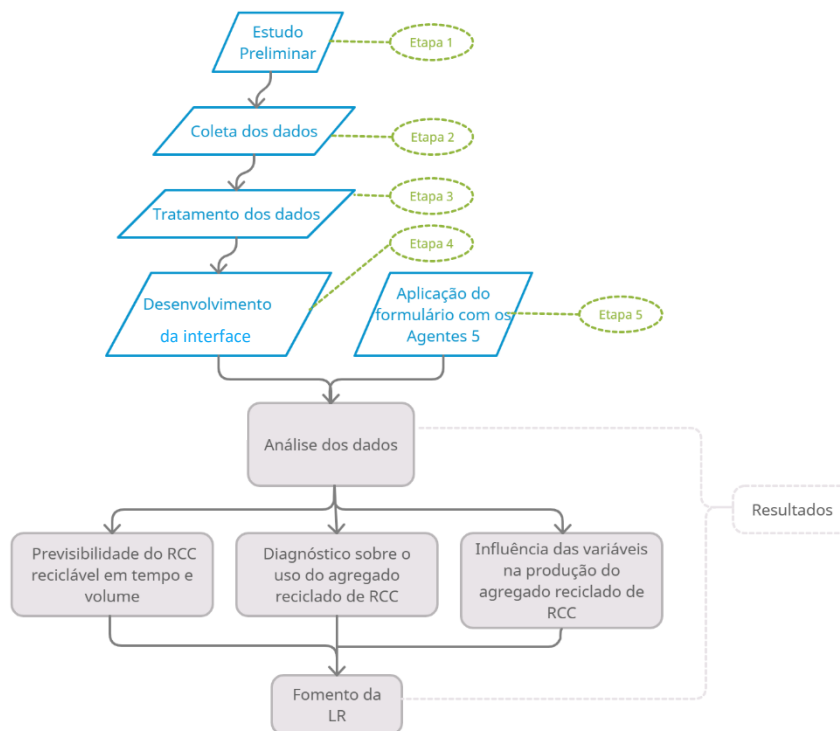 Estudo
Preliminar
Etapa 1
Coleta dos dados
Etapa 2
Tratamento dos dados
Etapa 3
Etapa 4
Desenvolvimento
da interface
Aplicação do
formulário com os
Agentes 5
Etapa 5
Análise dos dados
Resultados
Previsibilidade do RCC
reciclável em tempo e
volume
Diagnóstico sobre o
uso do agregado
reciclado de RCC
Influência das variáveis
na produção do
agregado reciclado de
RCC
Fomento da
LR